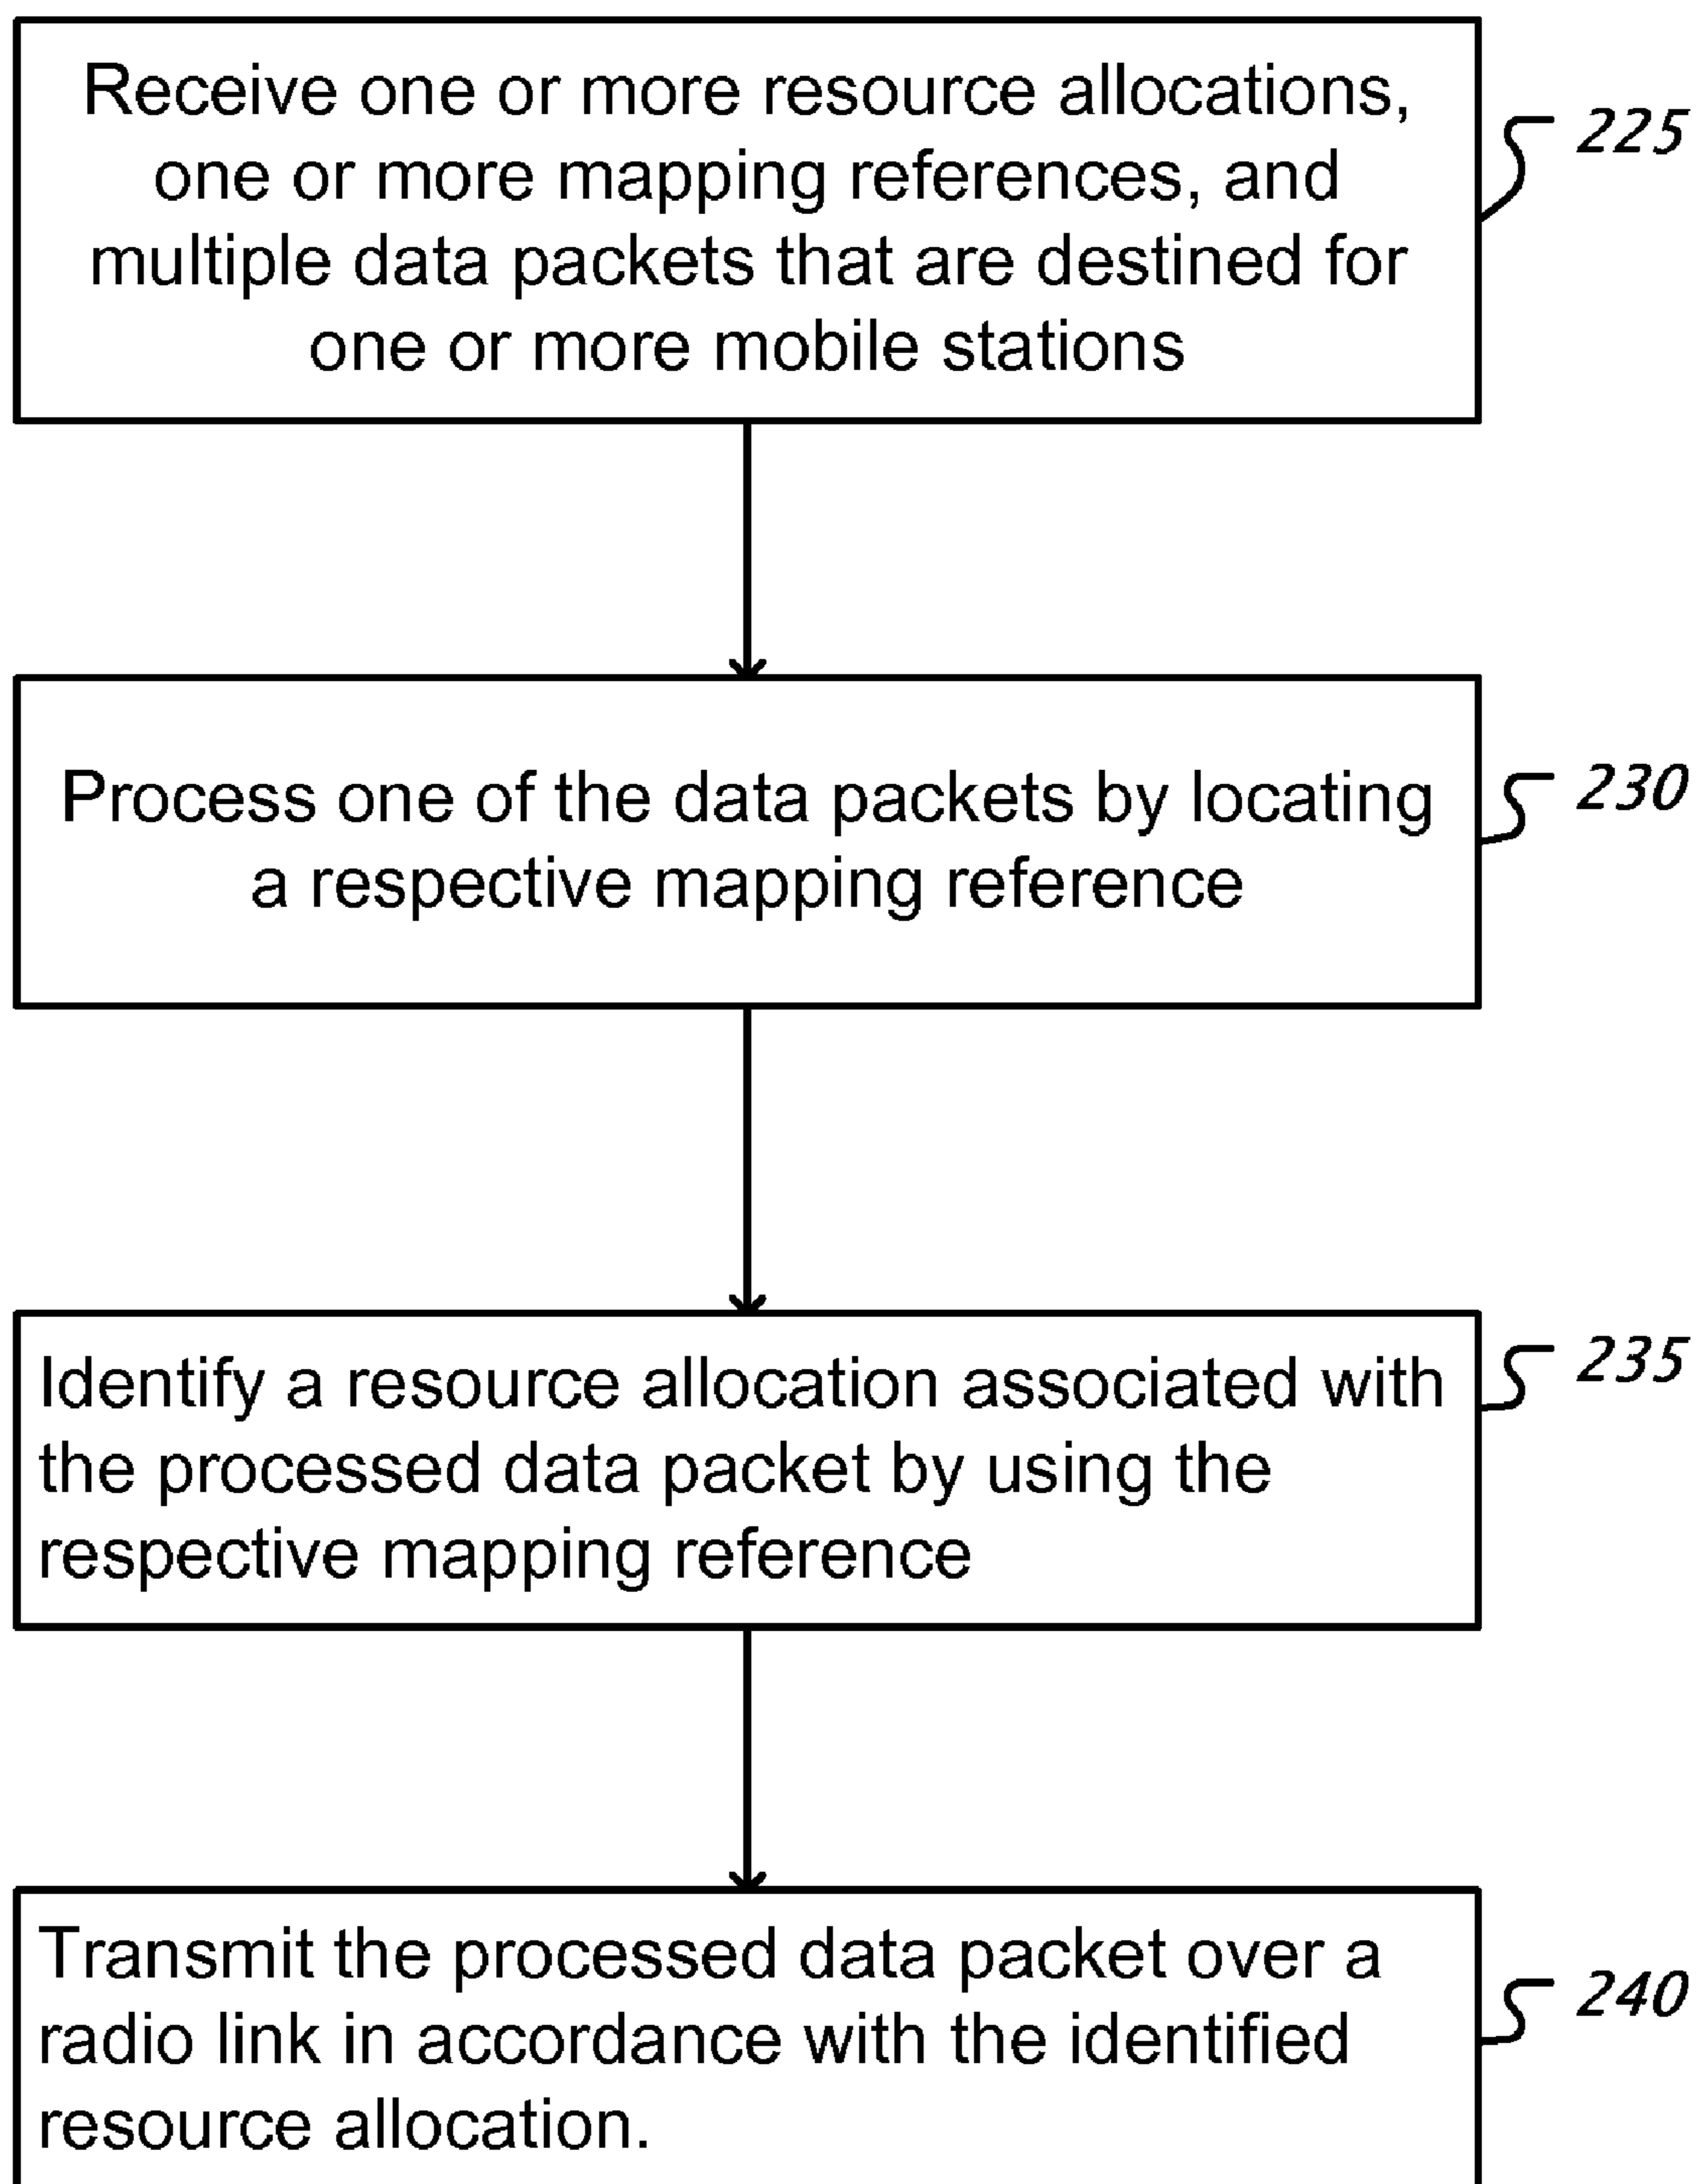 Receive one or more resource allocations,
one or more mapping references, and
multiple data packets that are destined for
one or more mobile stations
225
Process one of the data packets by locating
a respective mapping reference
230
Identify a resource allocation associated with
the processed data packet by using the
respective mapping reference
235
Transmit the processed data packet over a
radio link in accordance with the identified
resource allocation.
240